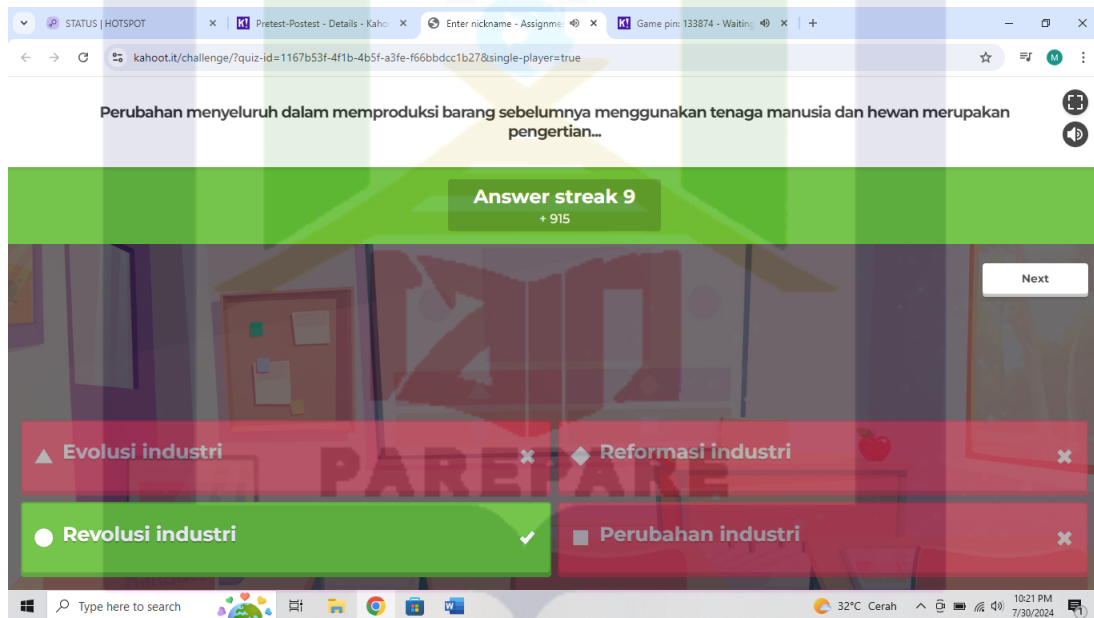 STATUS | HOTSPOT
Pretest-Postest - Details - Kaho
Enter nickname - Assignme
Game pin: 133874 - Waiting
kahoot.it/challenge/?quiz-id=1167b53f-4f1b-4b5f-a3fe-f66bbdcc1b27&single-player=true
M
Perubahan menyeluruh dalam memproduksi barang sebelumnya menggunakan tenaga manusia dan hewan merupakan
pengertian...
Answer streak 9
+ 915
Next
Evolusi industri
Reformasi industri
PAREPARE
Revolusi industri
Perubahan industri
Type here to search
32°C Cerah
10:21 PM
7/30/2024